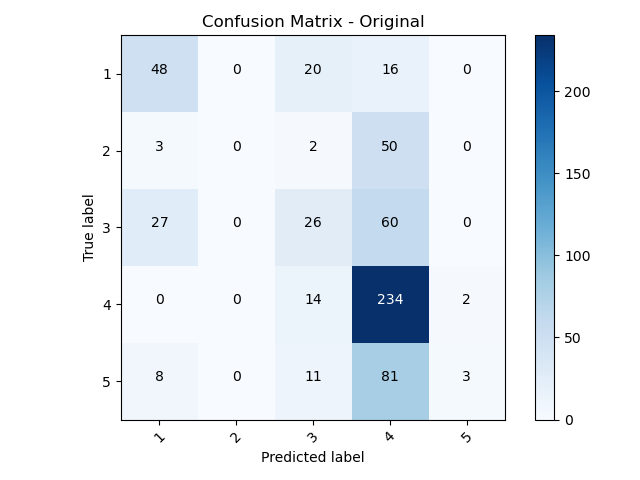 Confusion Matrix - Original
1 48 0 20 16 0
2 3 0 2 50 0
3 27 0 26 60 0
4 0 0 14 234 2
5 8 0 11 81 3
1 2 3 4 5
True label
Predicted label
200
150
100
50
0